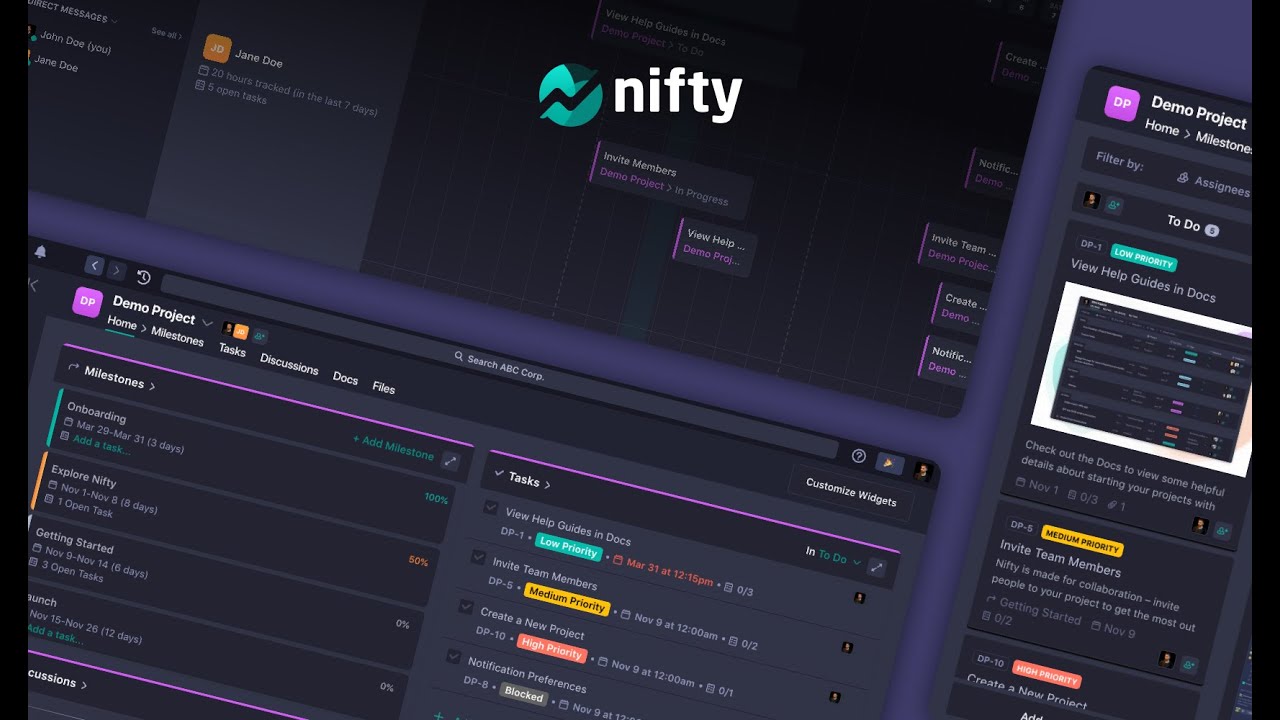 DIRECT MESSAGES
See all >
John Doe (you)
Jane Doe
JD
Jane Doe
20 hours tracked (in the last 7 days)
5 open tasks
View Help Guides in Docs
Demo Project > To Do
nifty
Invite Members
Demo Project > In Progress
View Help ...
Demo Proj...
Create ...
Demo ...
Notific...
Demo ...
Invite Team ...
Demo Projec...
Create ...
Demo ...
Notific...
Demo ...
DP
Demo Project
Home > Milestones Tasks Discussions Docs Files
JD
Search ABC Corp.
Customize Widgets
Milestones >
+ Add Milestone
Onboarding
Mar 29-Mar 31 (3 days)
Add a task...
100%
Explore Nifty
Nov 1-Nov 8 (8 days)
1 Open Task
50%
Getting Started
Nov 9-Nov 14 (6 days)
3 Open Tasks
0%
aunch
Nov 15-Nov 26 (12 days)
Add a task...
0%
cussions >
Tasks >
In To Do
View Help Guides in Docs
DP-1 • Low Priority • Mar 31 at 12:15pm • 0/3
Invite Team Members
DP-5 • Medium Priority • Nov 9 at 12:00am • 0/2
Create a New Project
DP-10 • High Priority • Nov 9 at 12:00am • 0/1
Notification Preferences
DP-8 • Blocked • Nov 9 at 12:00am
DP
Demo Project
Home > Milestones
Filter by: Assignees
To Do 5
DP-1 LOW PRIORITY
View Help Guides in Docs
Check out the Docs to view some helpful
details about starting your projects with
Nov 1 0/3 1
DP-5 MEDIUM PRIORITY
Invite Team Members
Nifty is made for collaboration – invite
people to your project to get the most out
Getting Started Nov 9
0/2
DP-10 HIGH PRIORITY
Create a New Project
Add